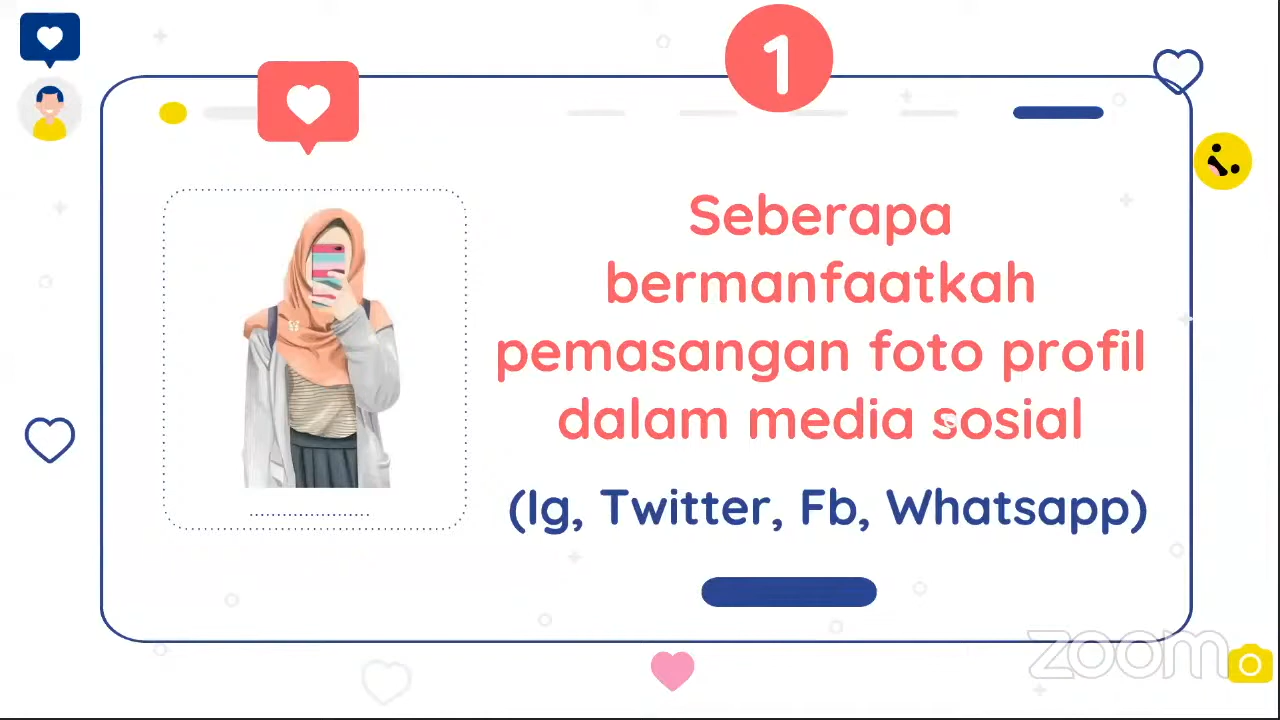 1
Seberapa
bermanfaatkah
pemasangan foto profil
dalam media sosial
(Ig, Twitter, Fb, Whatsapp)
zoom